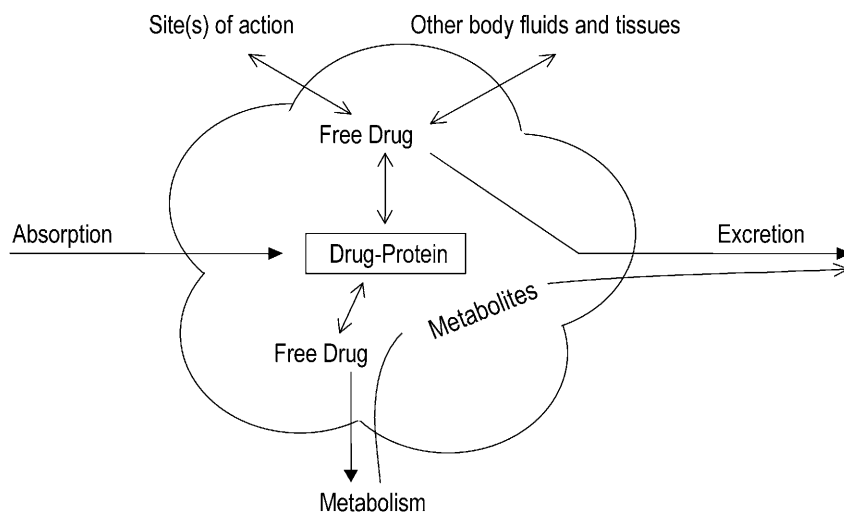 Site(s) of action
Other body fluids and tissues
Free Drug
Absorption
Drug-Protein
Excretion
Metabolites
Free Drug
Metabolism